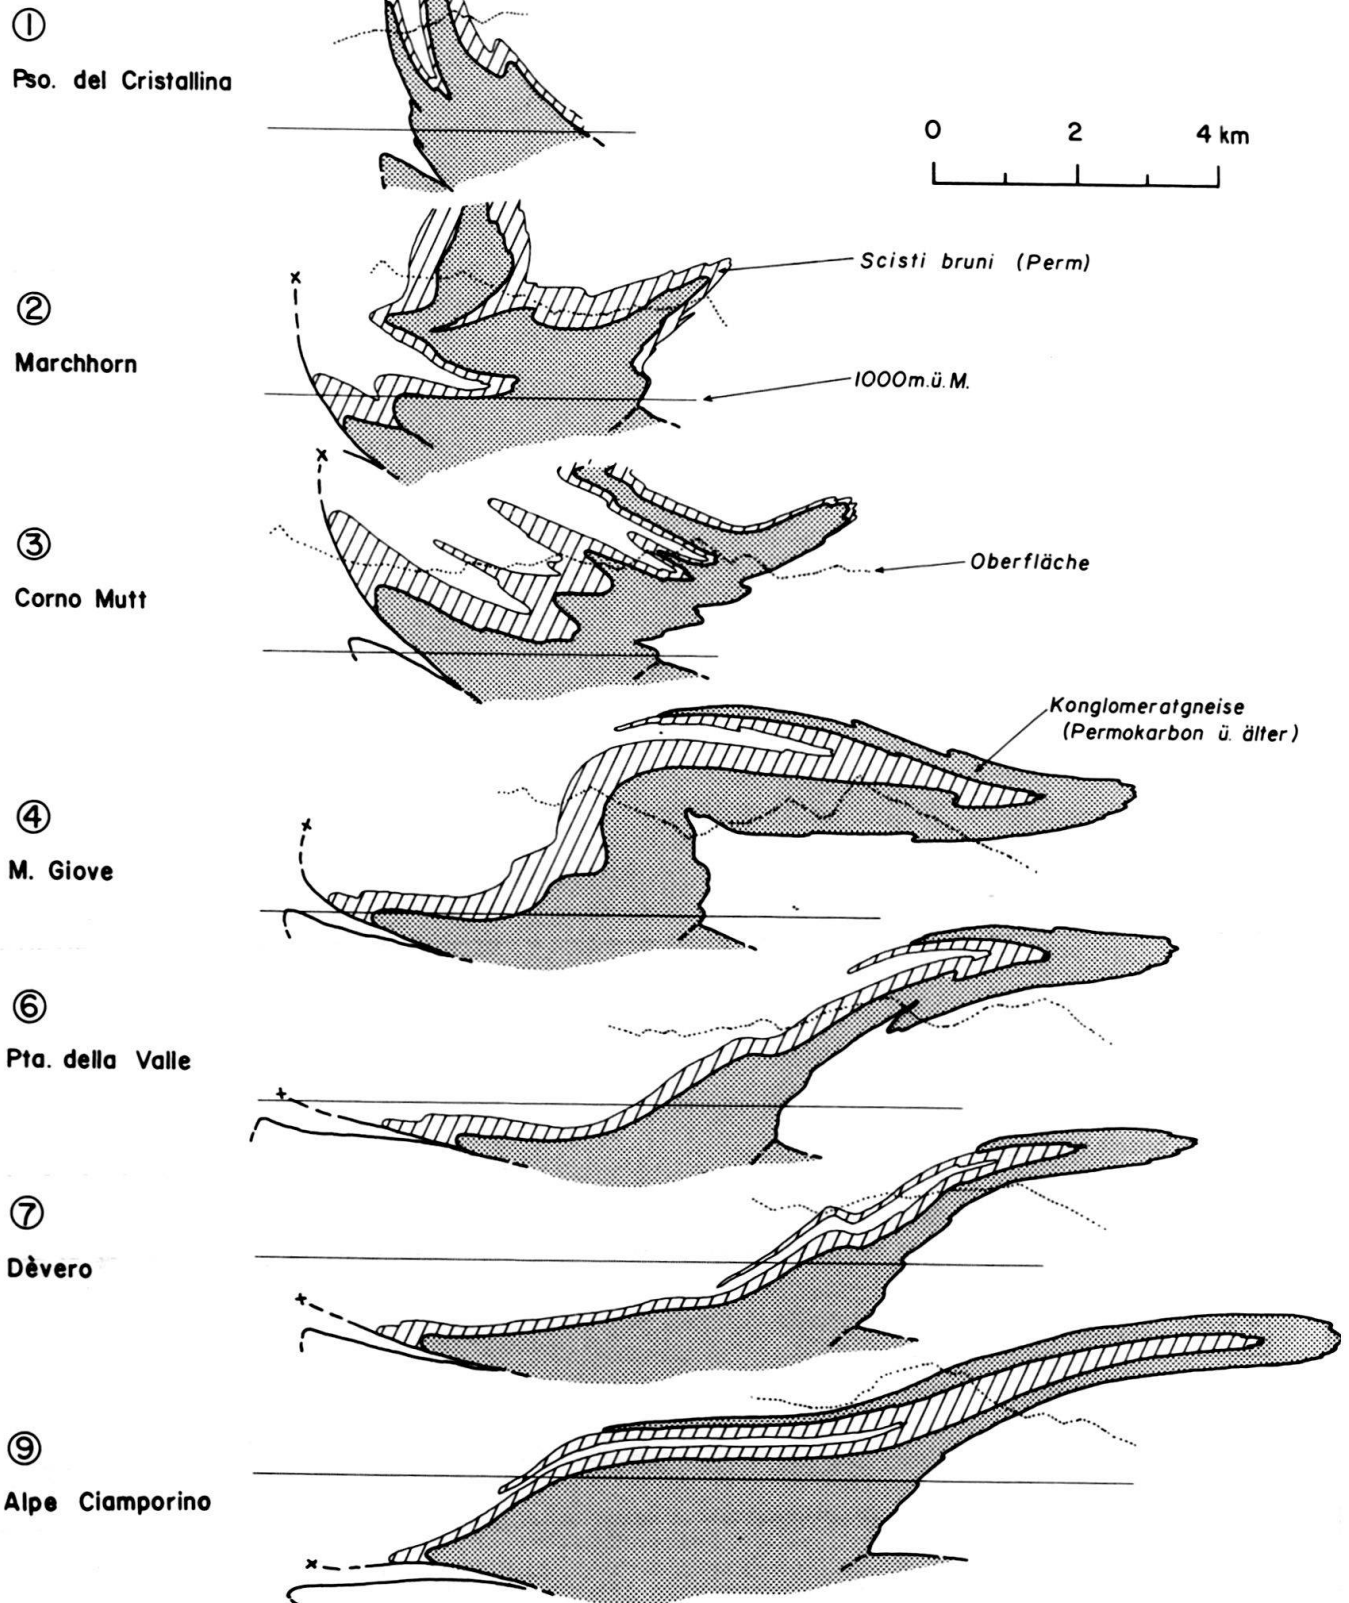 ①
Pso. del Cristallina
0 2 4 km
Scisti bruni (Perm)
②
Marchhorn
1000m.ü.M.
③
Corno Mutt
Oberfläche
Konglomeratgneise
(Permokarbon ü. älter)
④
M. Giove
⑥
Pta. della Valle
⑦
Dèvero
⑨
Alpe Ciamporino